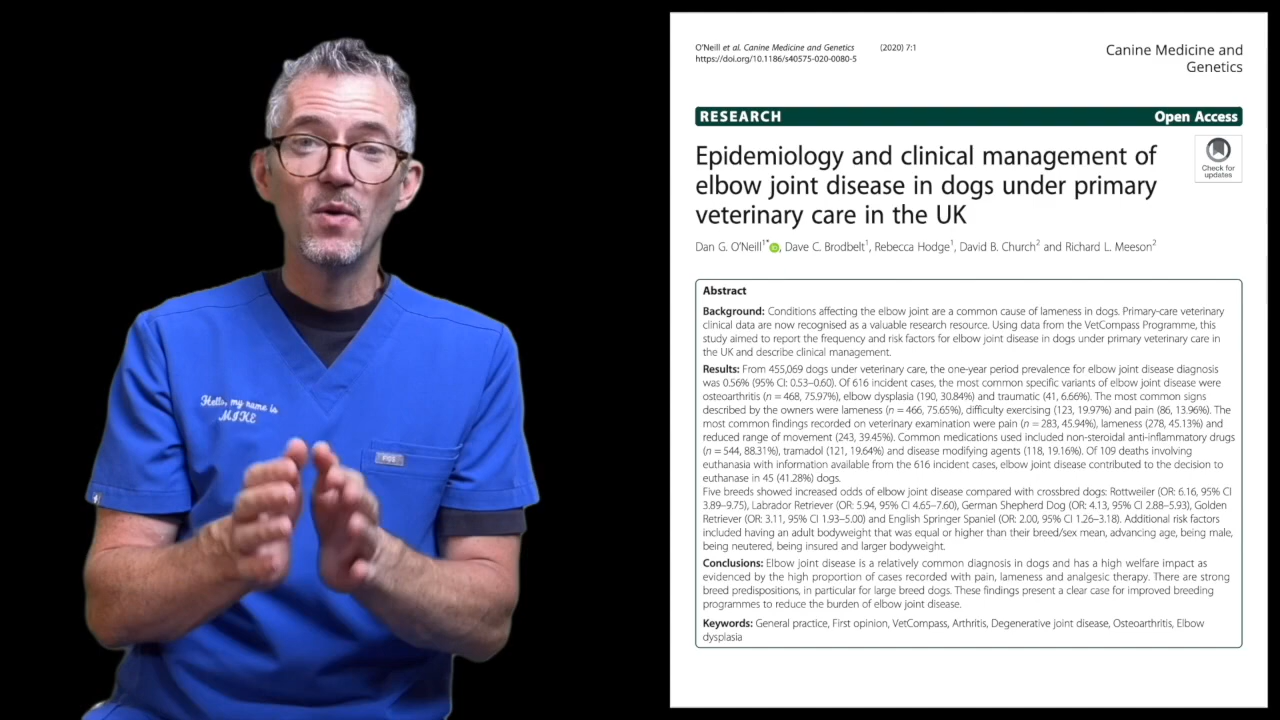 Hello, my name is
MIKE
FIGS
O'Neill et al. Canine Medicine and Genetics (2020) 7:1
https://doi.org/10.1186/s40575-020-0080-5
Canine Medicine and
Genetics
RESEARCH Open Access
Epidemiology and clinical management of
elbow joint disease in dogs under primary
veterinary care in the UK
Check for
updates
Dan G. O'Neill1*, Dave C. Brodbelt1, Rebecca Hodge1, David B. Church2 and Richard L. Meeson2
Abstract
Background: Conditions affecting the elbow joint are a common cause of lameness in dogs. Primary-care veterinary
clinical data are now recognised as a valuable research resource. Using data from the VetCompass Programme, this
study aimed to report the frequency and risk factors for elbow joint disease in dogs under primary veterinary care in
the UK and describe clinical management.
Results: From 455,069 dogs under veterinary care, the one-year period prevalence for elbow joint disease diagnosis
was 0.56% (95% CI: 0.53–0.60). Of 616 incident cases, the most common specific variants of elbow joint disease were
osteoarthritis (n = 468, 75.97%), elbow dysplasia (190, 30.84%) and traumatic (41, 6.66%). The most common signs
described by the owners were lameness (n = 466, 75.65%), difficulty exercising (123, 19.97%) and pain (86, 13.96%). The
most common findings recorded on veterinary examination were pain (n = 283, 45.94%), lameness (278, 45.13%) and
reduced range of movement (243, 39.45%). Common medications used included non-steroidal anti-inflammatory drugs
(n = 544, 88.31%), tramadol (121, 19.64%) and disease modifying agents (118, 19.16%). Of 109 deaths involving
euthanasia with information available from the 616 incident cases, elbow joint disease contributed to the decision to
euthanase in 45 (41.28%) dogs.
Five breeds showed increased odds of elbow joint disease compared with crossbred dogs: Rottweiler (OR: 6.16, 95% CI
3.89–9.75), Labrador Retriever (OR: 5.94, 95% CI 4.65–7.60), German Shepherd Dog (OR: 4.13, 95% CI 2.88–5.93), Golden
Retriever (OR: 3.11, 95% CI 1.93–5.00) and English Springer Spaniel (OR: 2.00, 95% CI 1.26–3.18). Additional risk factors
included having an adult bodyweight that was equal or higher than their breed/sex mean, advancing age, being male,
being neutered, being insured and larger bodyweight.
Conclusions: Elbow joint disease is a relatively common diagnosis in dogs and has a high welfare impact as
evidenced by the high proportion of cases recorded with pain, lameness and analgesic therapy. There are strong
breed predispositions, in particular for large breed dogs. These findings present a clear case for improved breeding
programmes to reduce the burden of elbow joint disease.
Keywords: General practice, First opinion, VetCompass, Arthritis, Degenerative joint disease, Osteoarthritis, Elbow
dysplasia